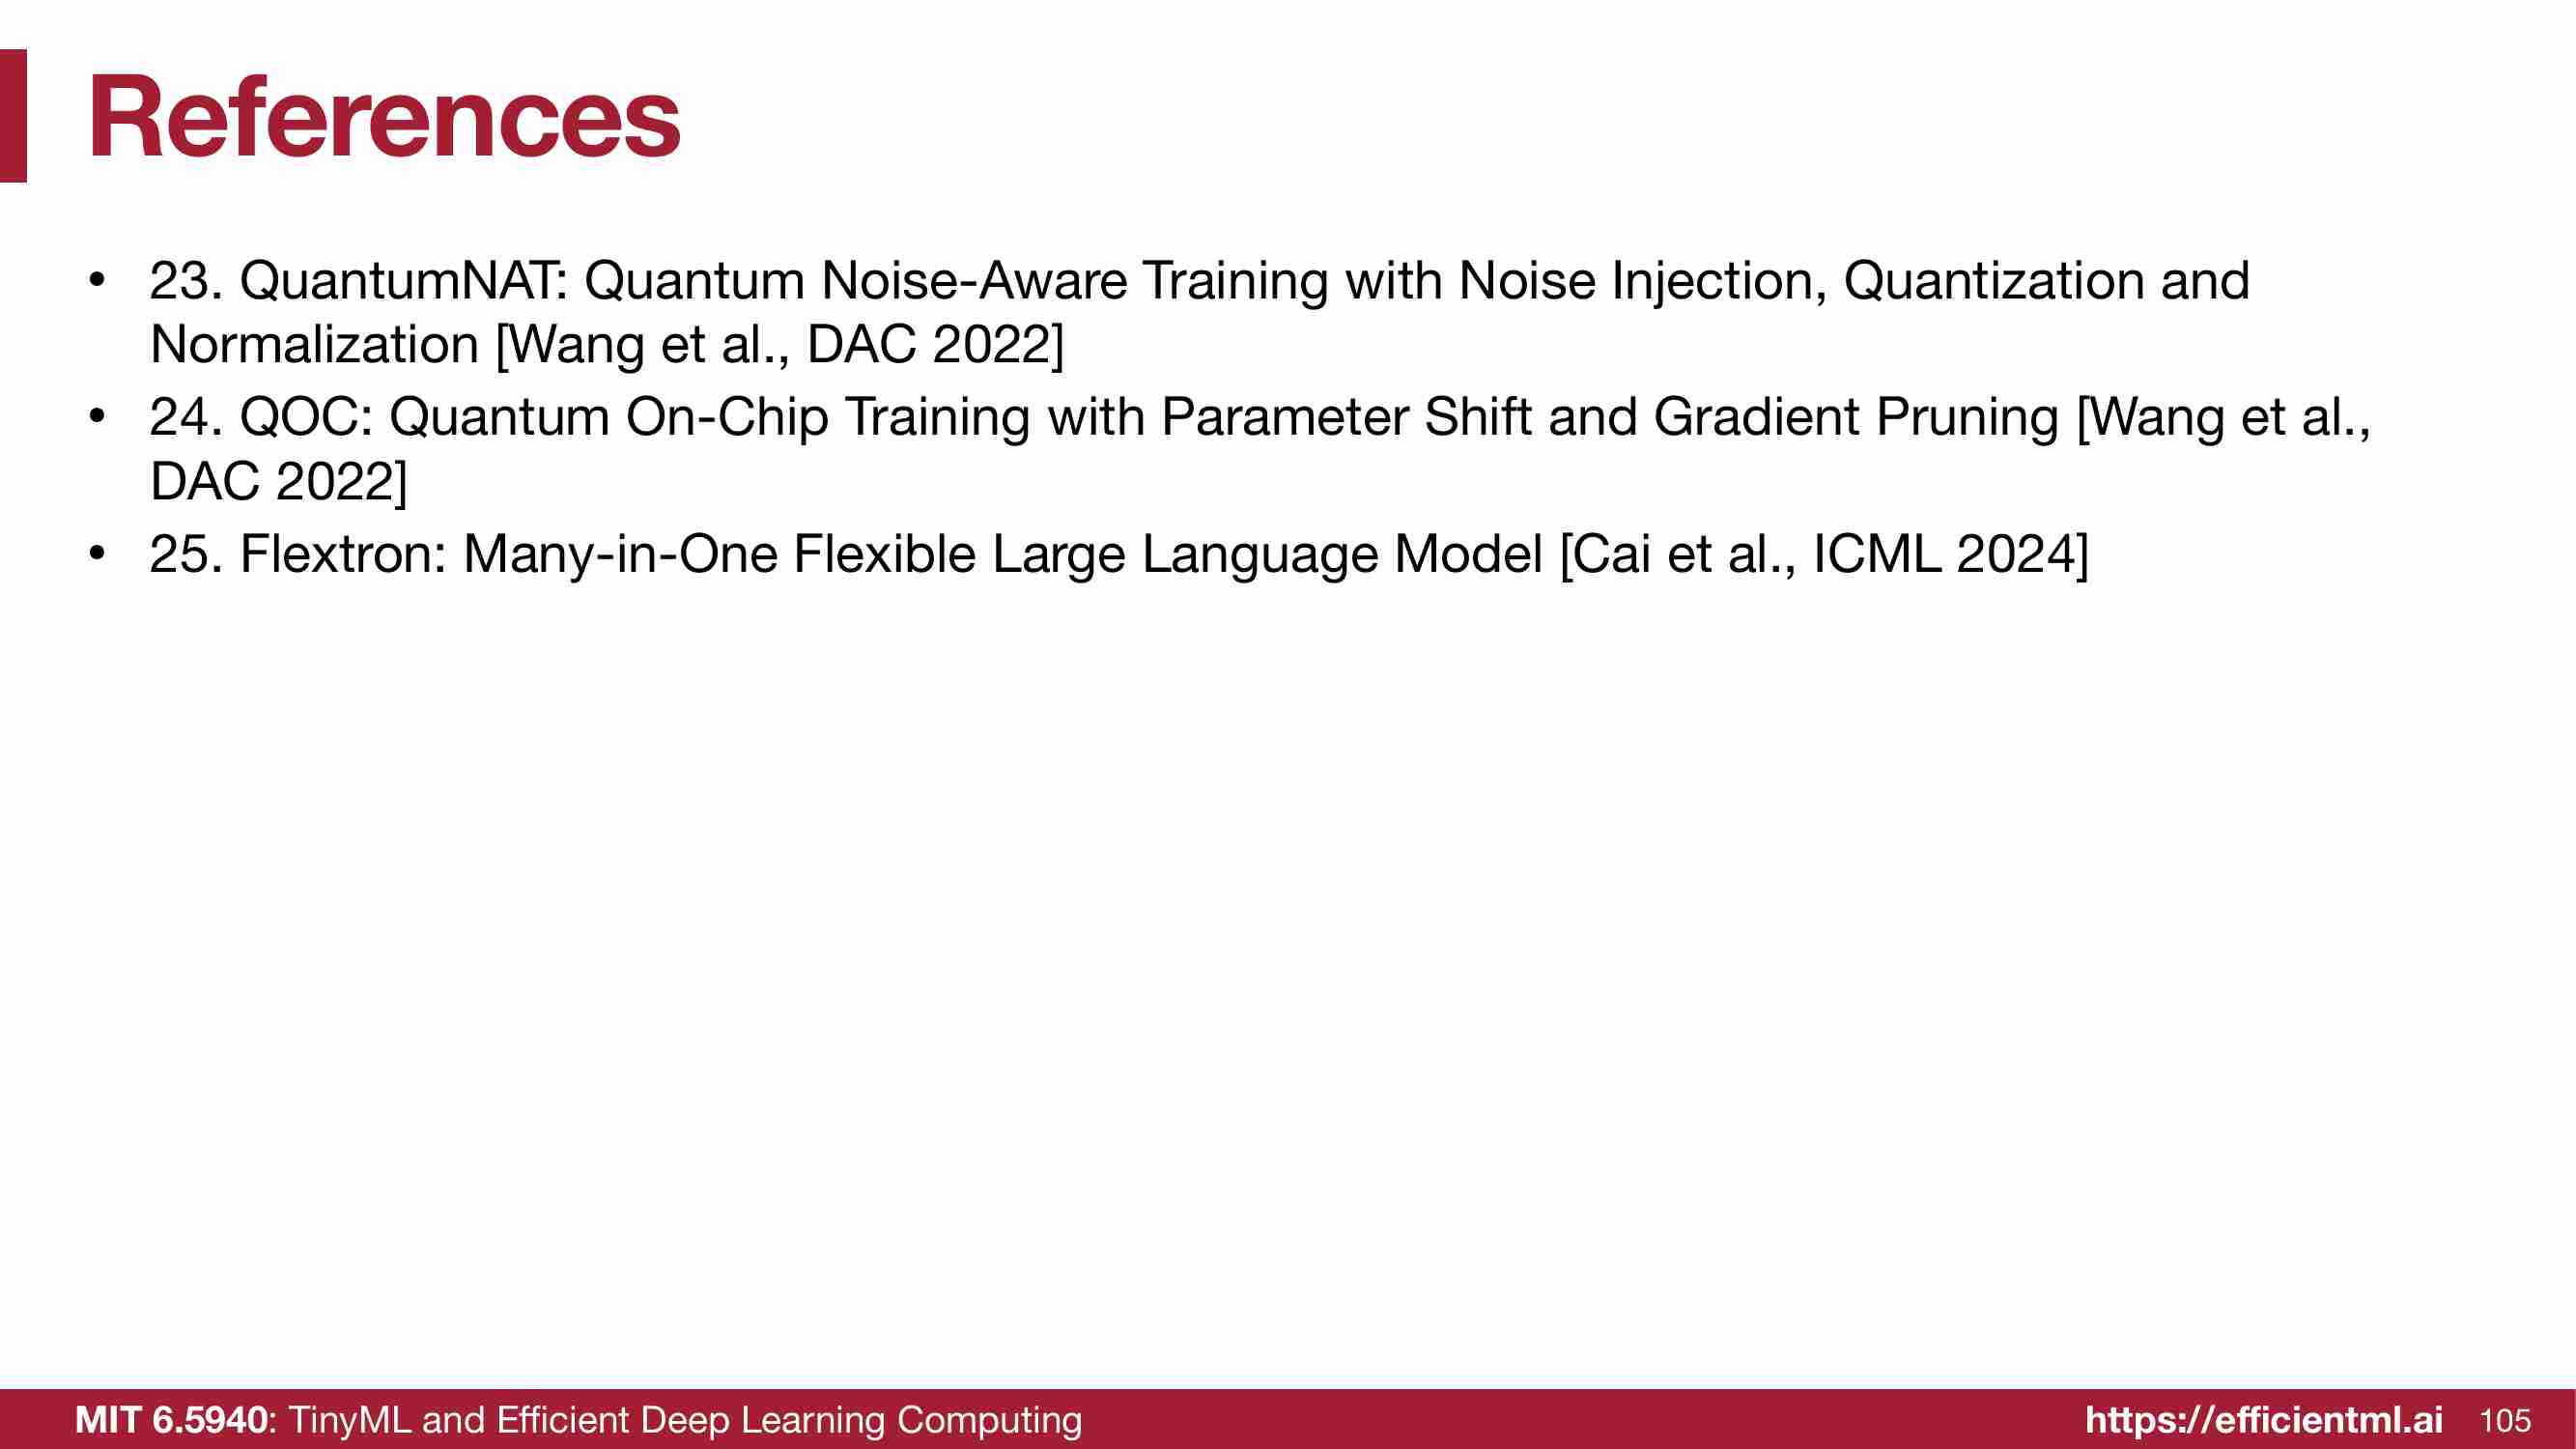 References
• 23. QuantumNAT: Quantum Noise-Aware Training with Noise Injection, Quantization and
Normalization [Wang et al., DAC 2022]
• 24. QOC: Quantum On-Chip Training with Parameter Shift and Gradient Pruning [Wang et al.,
DAC 2022]
• 25. Flextron: Many-in-One Flexible Large Language Model [Cai et al., ICML 2024]
MIT 6.5940: TinyML and Efficient Deep Learning Computing
https://efficientml.ai 105